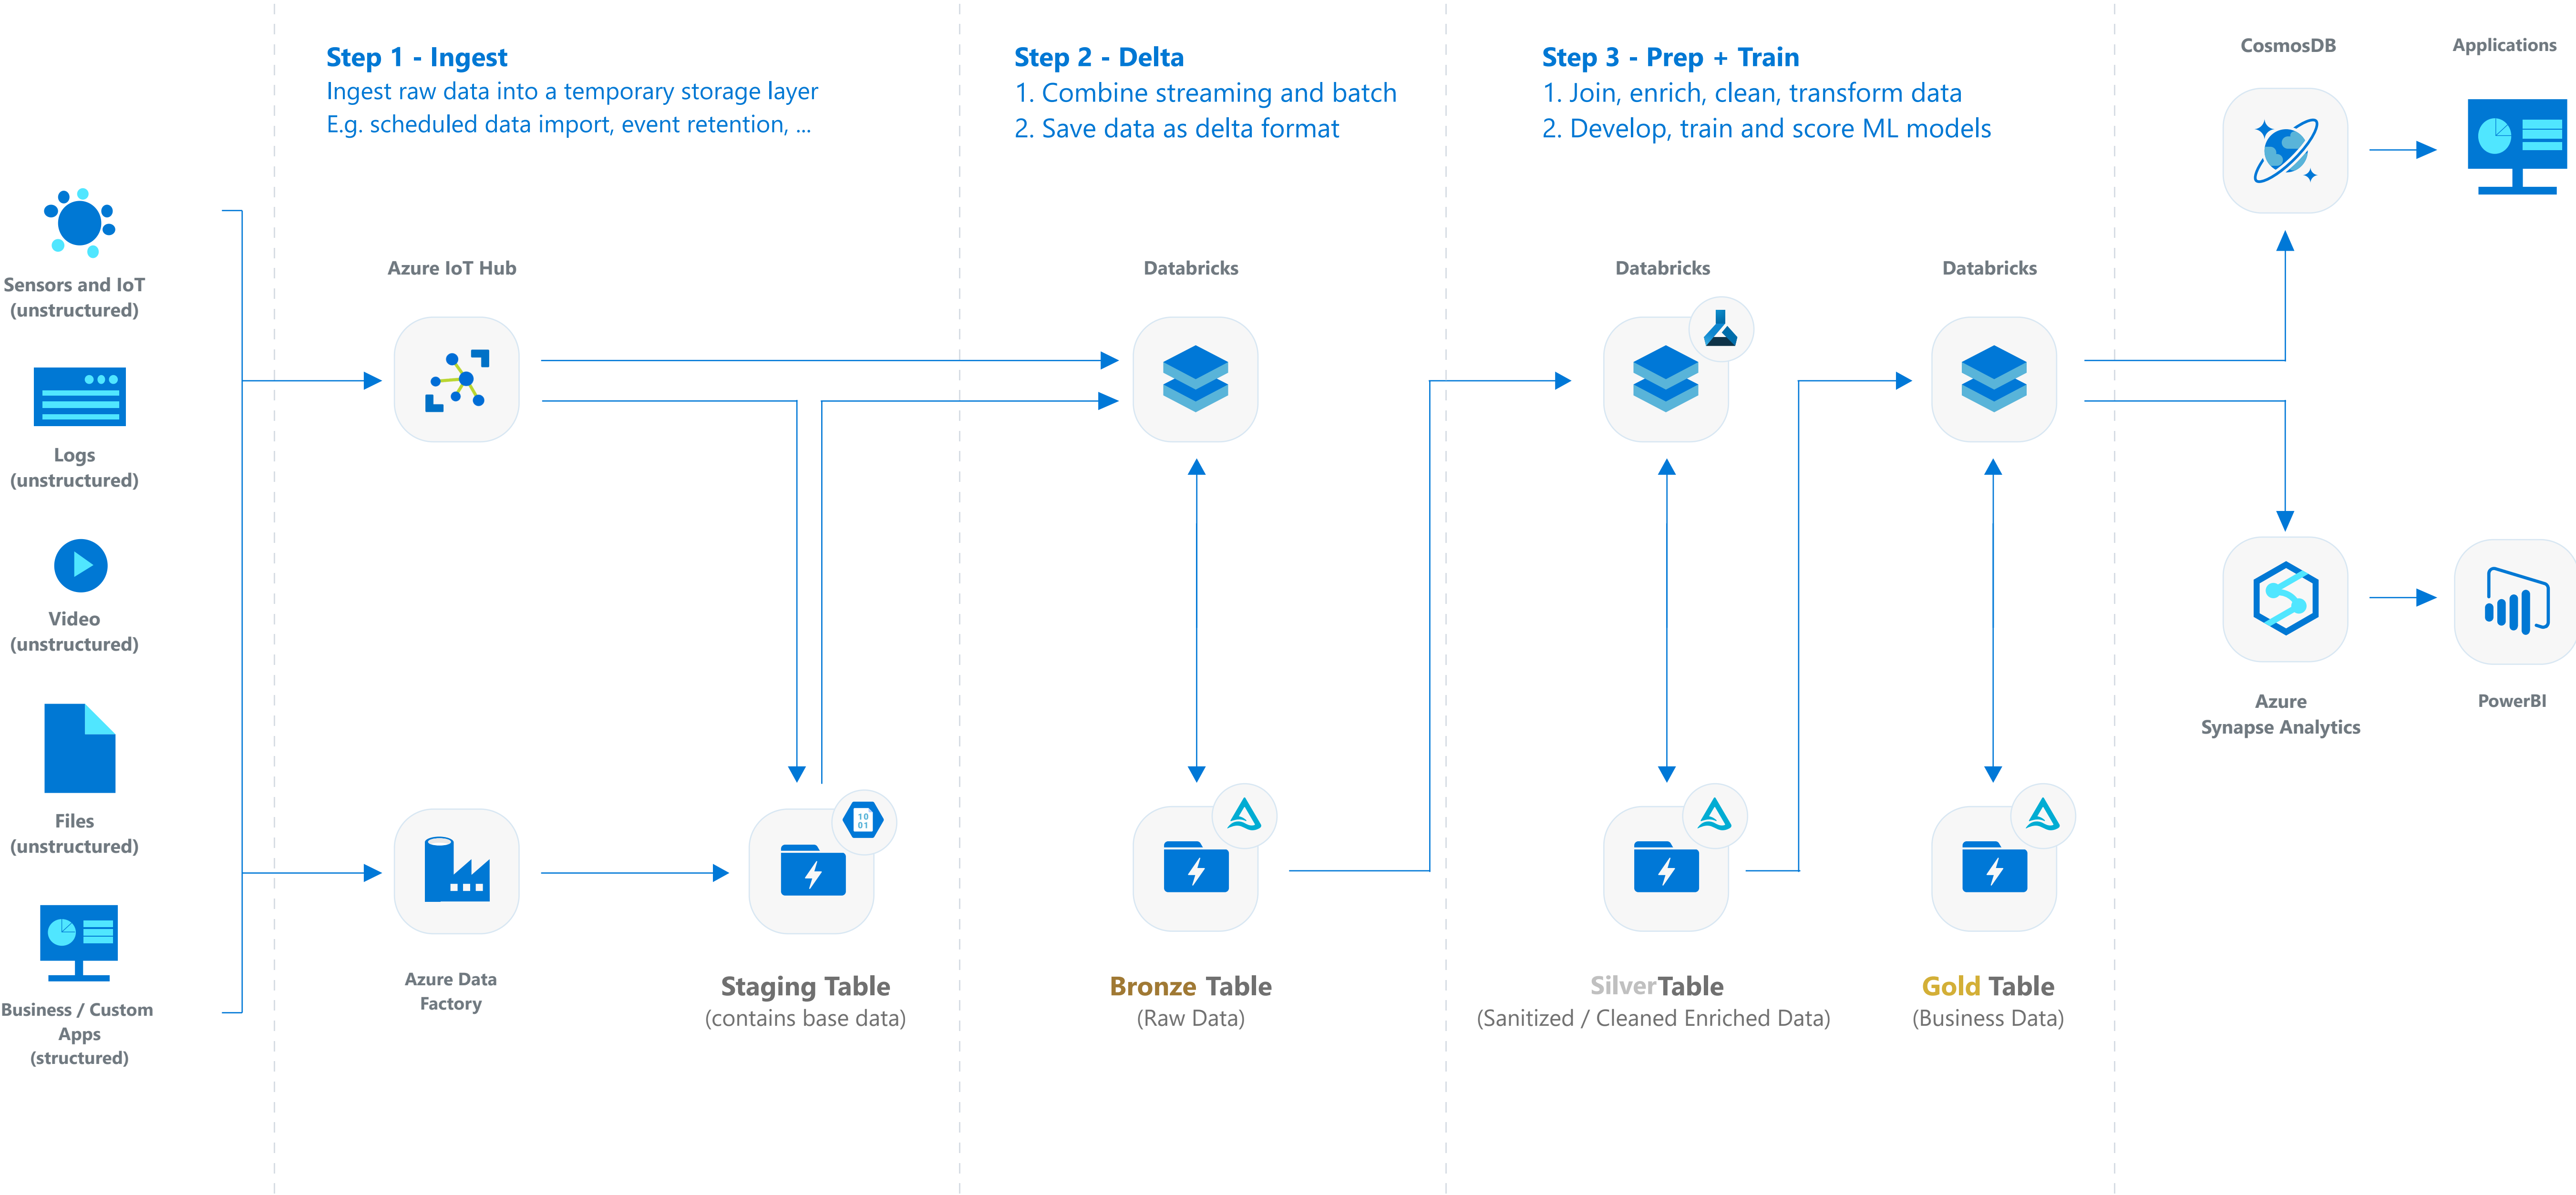 Step 1 - Ingest
Ingest raw data into a temporary storage layer
E.g. scheduled data import, event retention, ...
Step 2 - Delta
1. Combine streaming and batch
2. Save data as delta format
Step 3 - Prep + Train
1. Join, enrich, clean, transform data
2. Develop, train and score ML models
CosmosDB
Applications
Sensors and IoT
(unstructured)
Logs
(unstructured)
Video
(unstructured)
Files
(unstructured)
Business / Custom
Apps
(structured)
Azure IoT Hub
Azure Data
Factory
10
01
Staging Table
(contains base data)
Databricks
Bronze Table
(Raw Data)
Databricks
SilverTable
(Sanitized / Cleaned Enriched Data)
Databricks
Gold Table
(Business Data)
Azure
Synapse Analytics
PowerBI